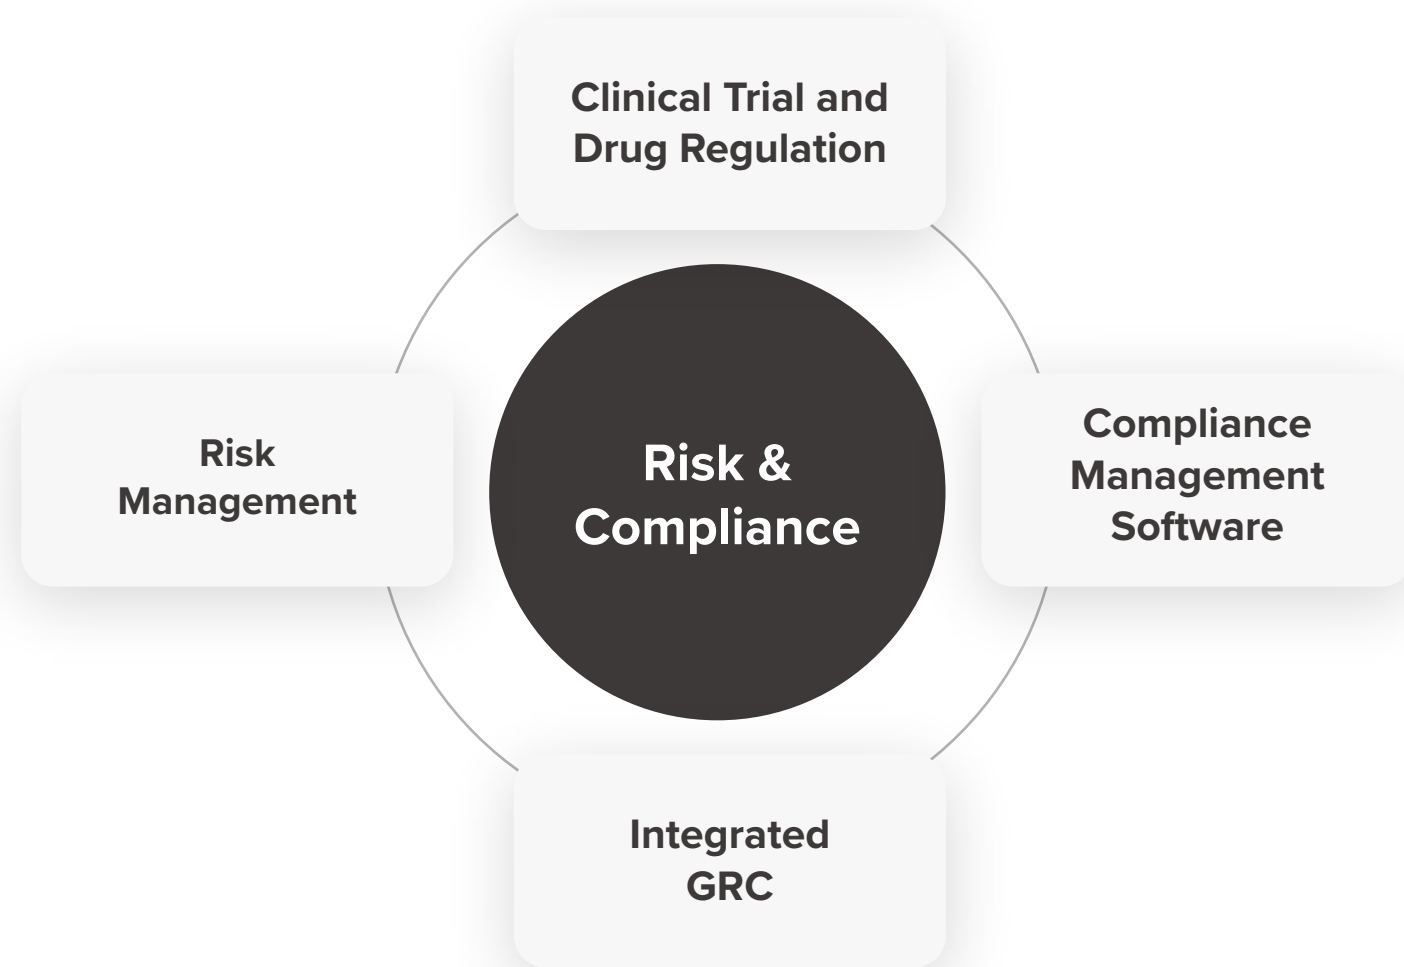 Clinical Trial and
Drug Regulation
Risk
Management
Risk &
Compliance
Compliance
Management
Software
Integrated
GRC